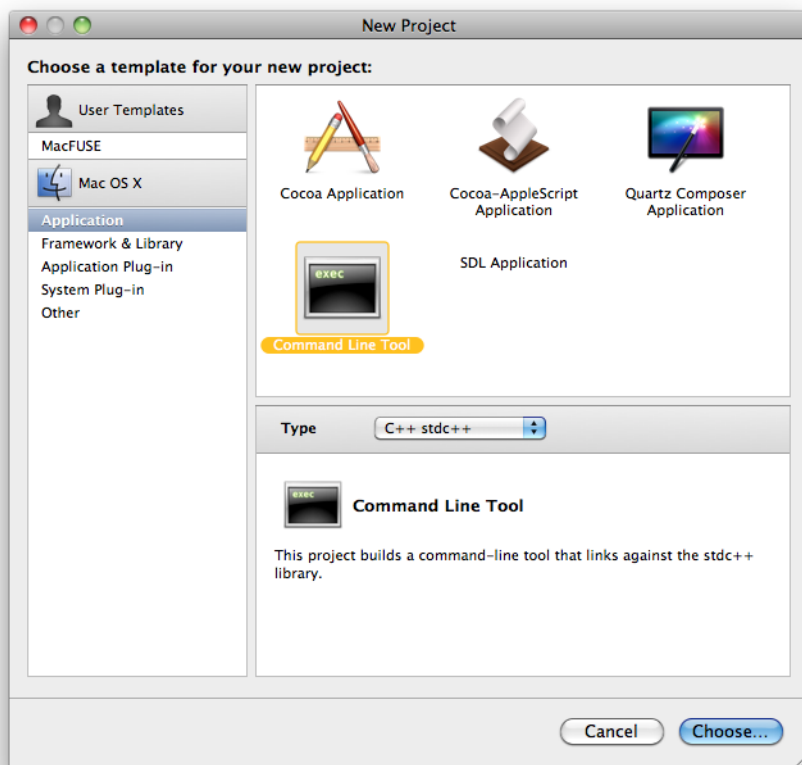 New Project
Choose a template for your new project:
User Templates
MacFUSE
Mac OS X
Application
Framework & Library
Application Plug-in
System Plug-in
Other
Cocoa Application
Cocoa-AppleScript
Application
Quartz Composer
Application
exec
Command Line Tool
SDL Application
Type
C++ stdc++
exec
Command Line Tool
This project builds a command-line tool that links against the stdc++
library.
Cancel
Choose...